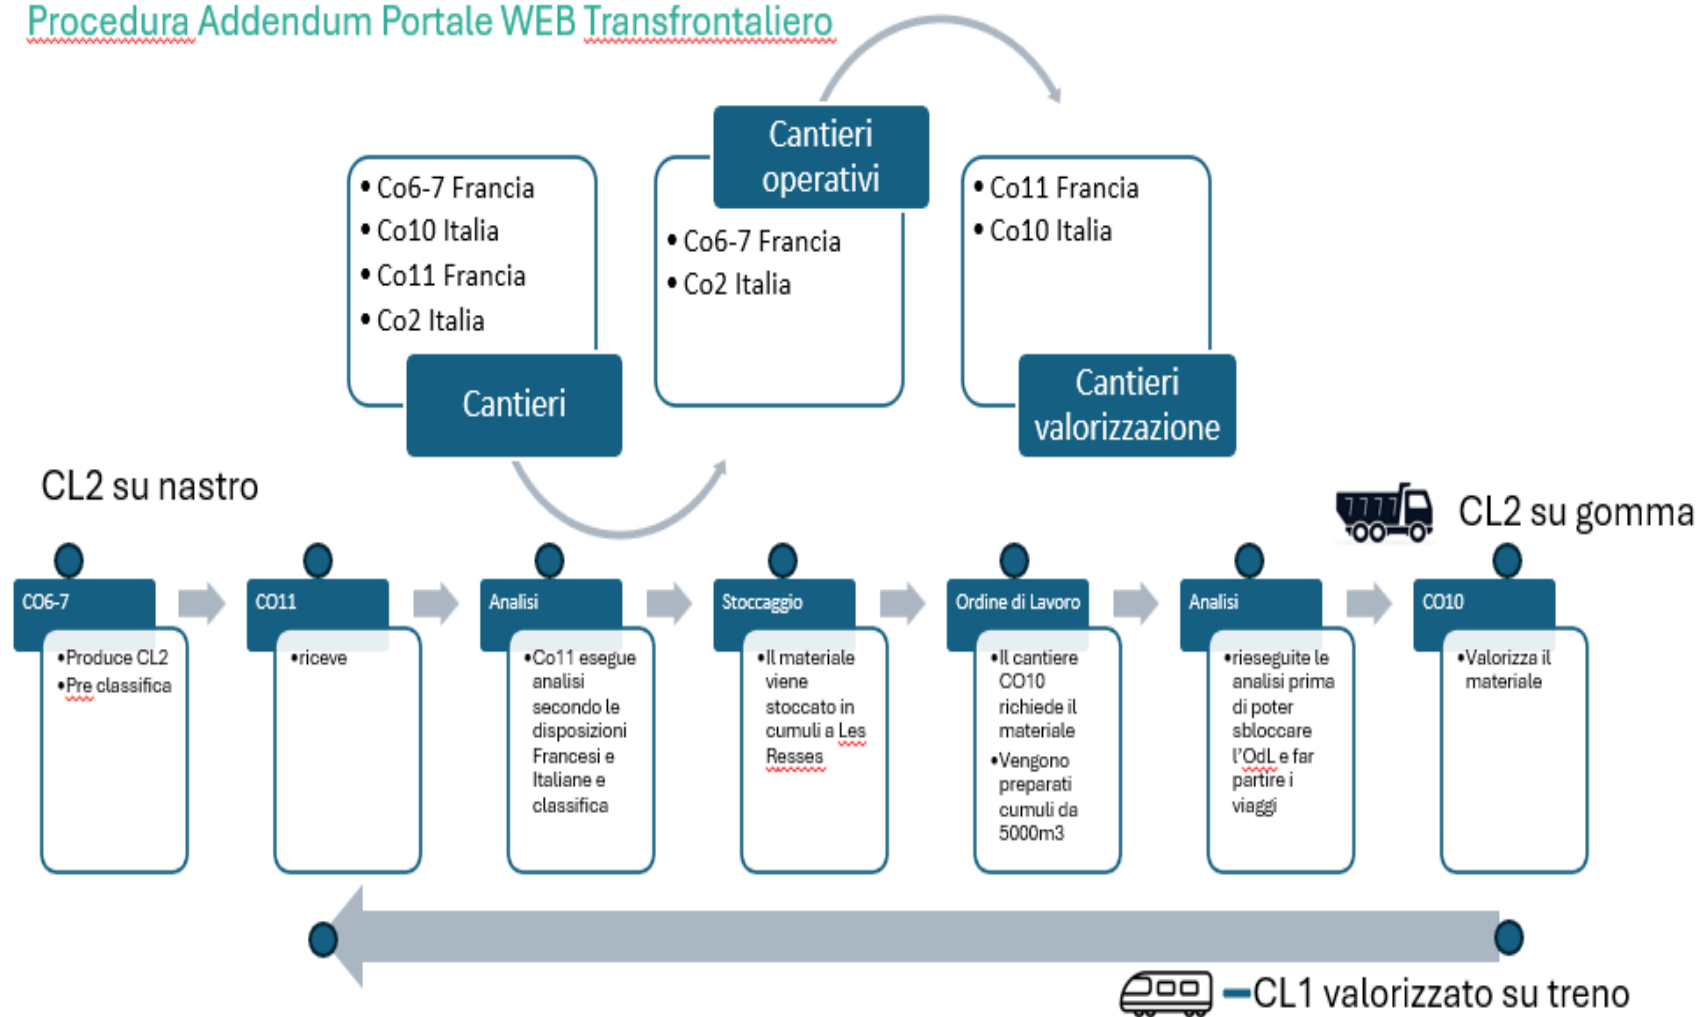 Procedura Addendum Portale WEB Transfrontaliero
• Co6-7 Francia
• Co10 Italia
• Co11 Francia
• Co2 Italia
Cantieri
Cantieri
operativi
• Co6-7 Francia
• Co2 Italia
• Co11 Francia
• Co10 Italia
Cantieri
valorizzazione
CL2 su nastro
CL2 su gomma
CO6-7
•Produce CL2
•Pre classifica
CO11
•riceve
Analisi
•Co11 esegue
analisi
secondo le
disposizioni
Francesi e
Italiane e
classifica
Stoccaggio
•Il materiale
viene
stoccato in
cumuli a Les
Resses
Ordine di Lavoro
•Il cantiere
CO10
richiede il
materiale
•Vengono
preparati
cumuli da
5000m3
Analisi
•rieseguite le
analisi prima
di poter
sbloccare
l'OdL e far
partire i
viaggi
CO10
•Valorizza il
materiale
CL1 valorizzato su treno